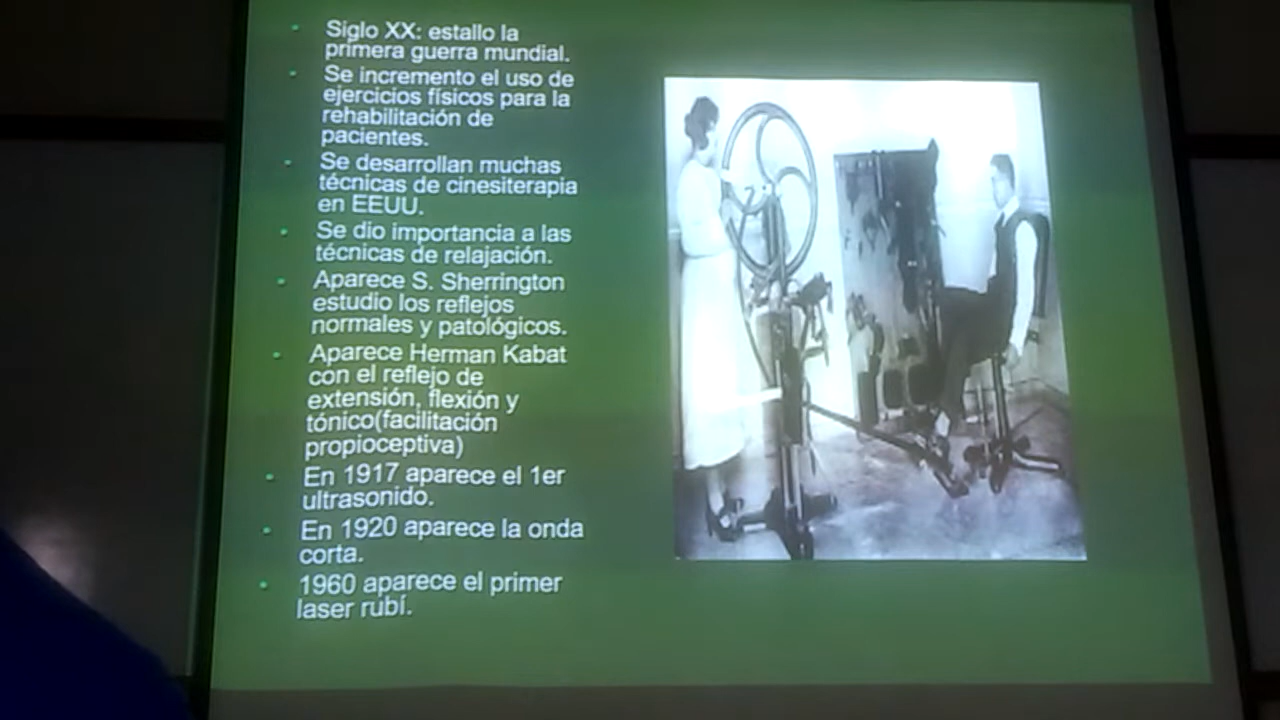 Siglo XX: estallo la
primera guerra mundial.
Se incremento el uso de
ejercicios físicos para la
rehabilitación de
pacientes.
Se desarrollan muchas
técnicas de cinesiterapia
en EEUU.
Se dio importancia a las
técnicas de relajación.
Aparece S. Sherrington
estudio los reflejos
normales y patológicos.
Aparece Herman Kabat
con el reflejo de
extensión, flexión y
tónico(facilitación
propioceptiva)
En 1917 aparece el 1er
ultrasonido.
En 1920 aparece la onda
corta.
1960 aparece el primer
laser rubí.